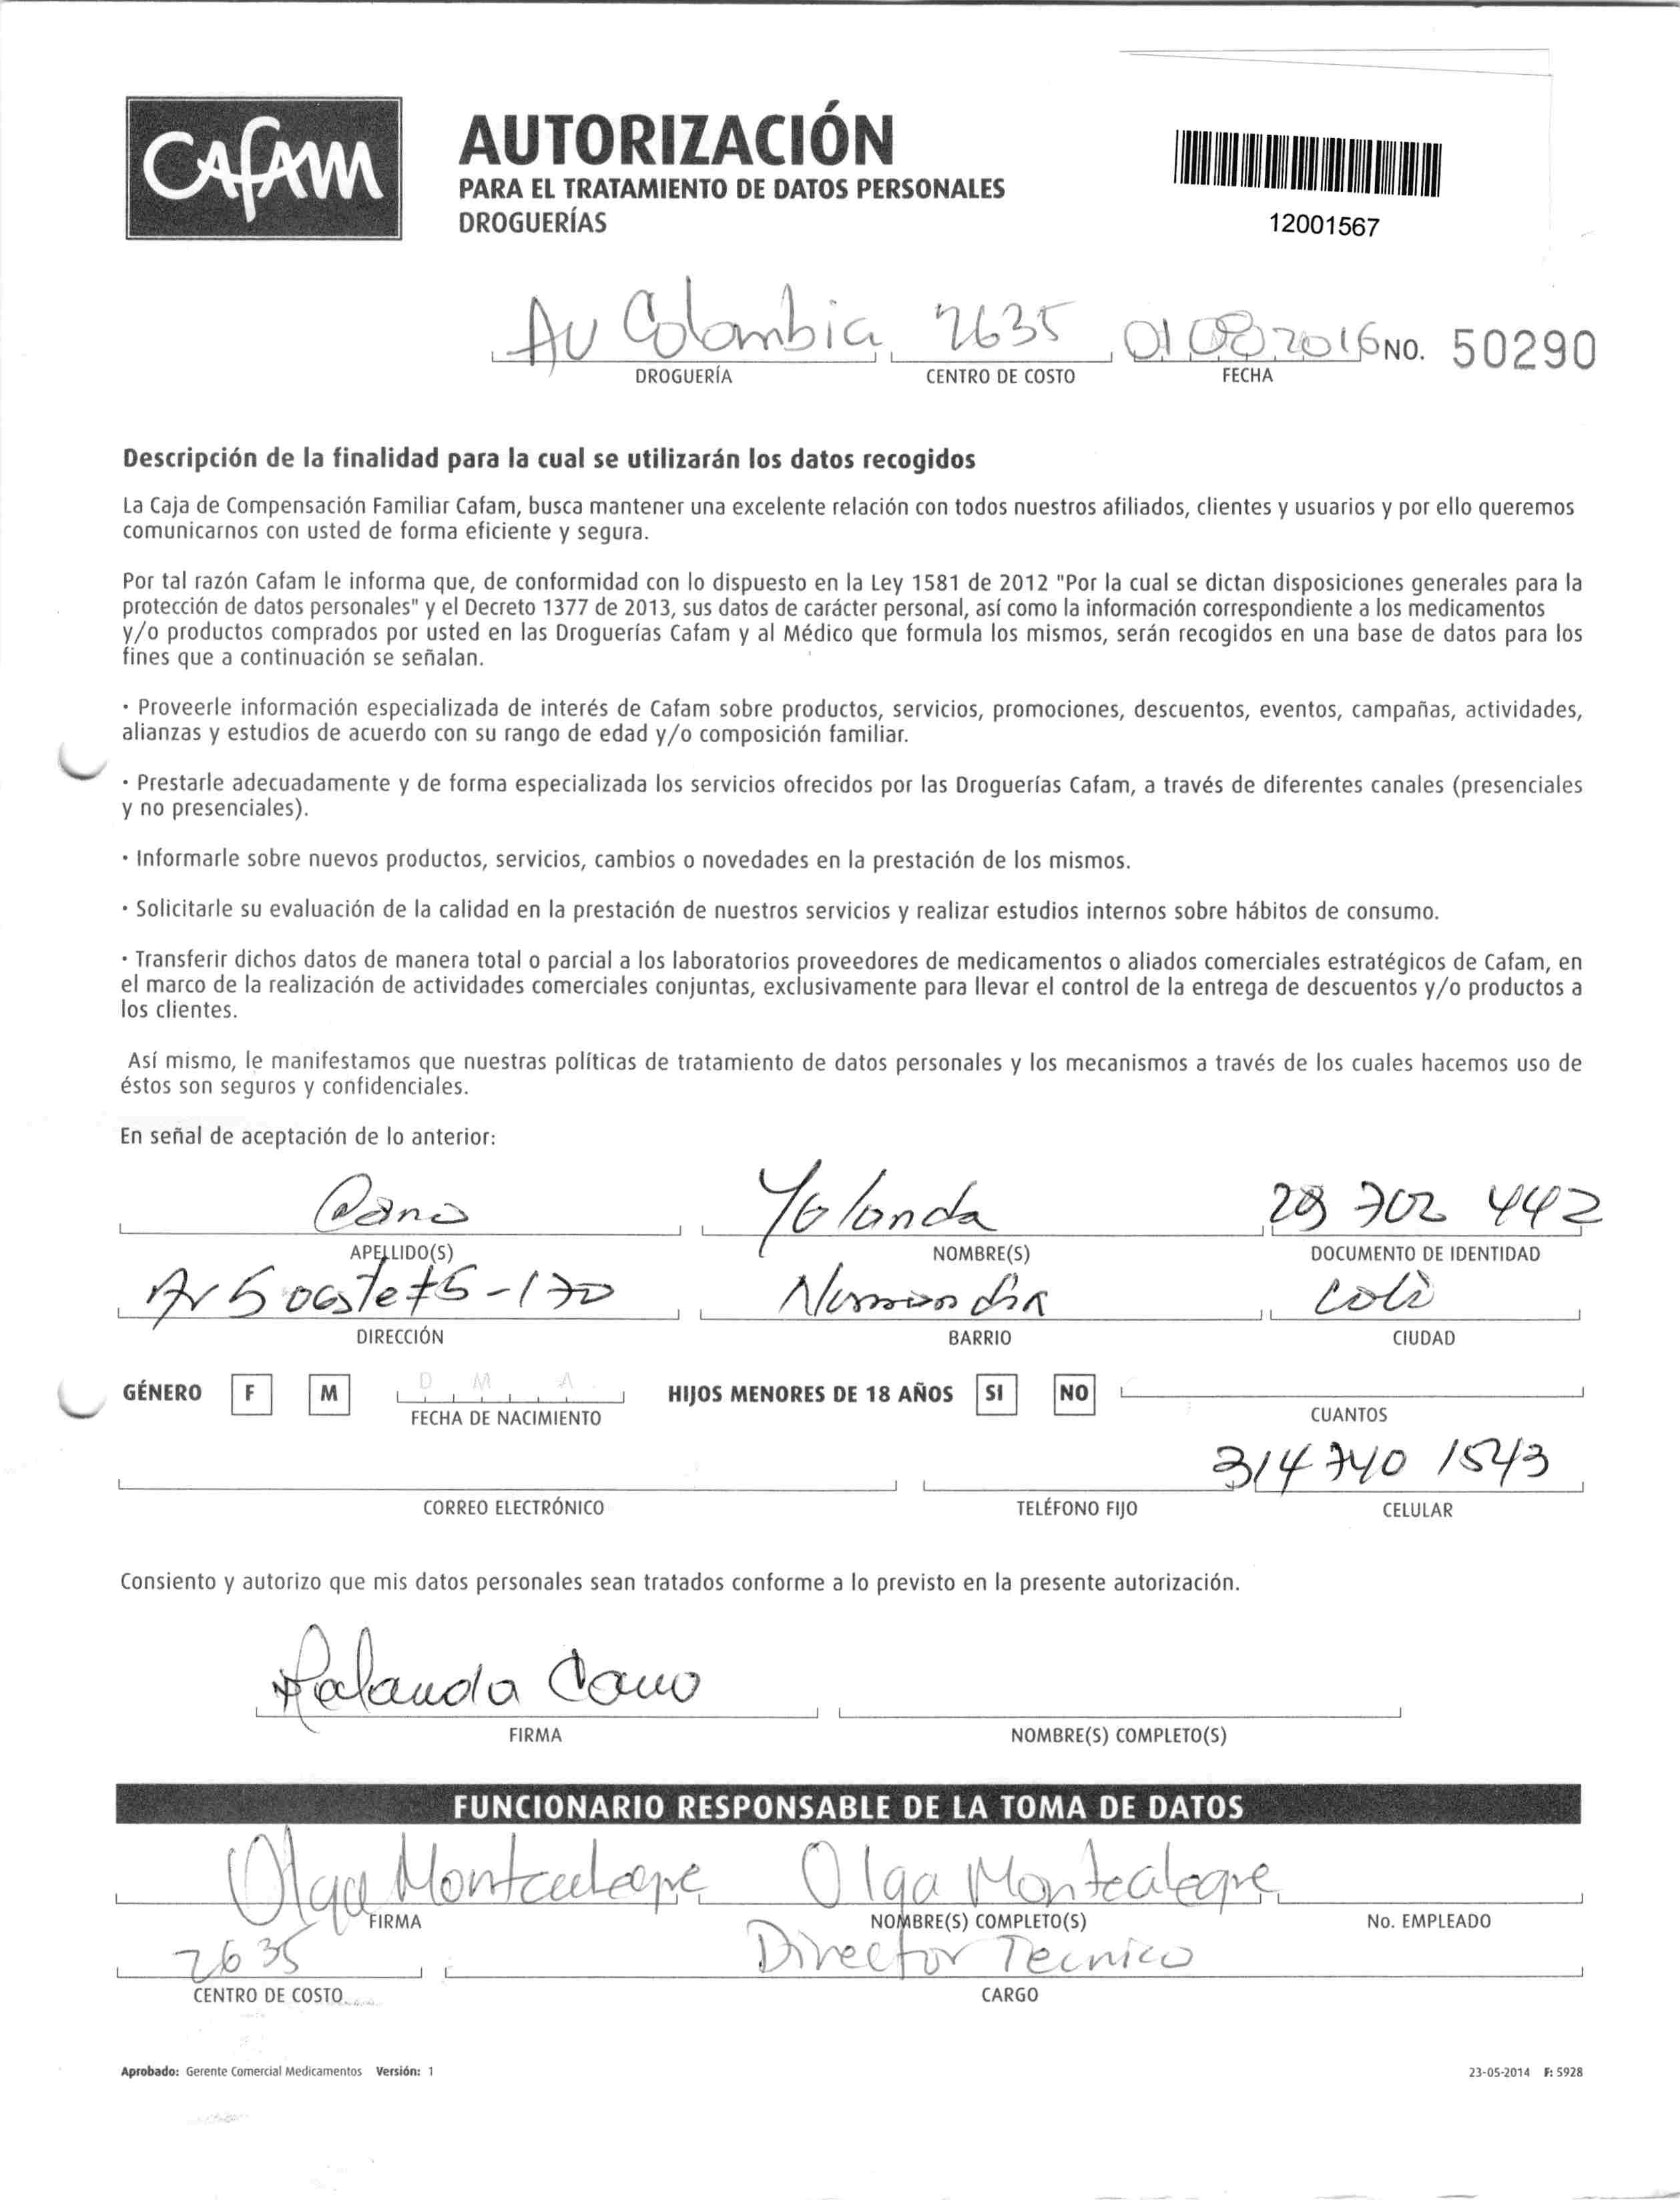 CAFAM
AUTORIZACIÓN
PARA EL TRATAMIENTO DE DATOS PERSONALES
DROGUERÍAS
12001567
Av Colombia 2635 01 08 2016 NO. 50290
DROGUERÍA CENTRO DE COSTO FECHA
Descripción de la finalidad para la cual se utilizarán los datos recogidos
La Caja de Compensación Familiar Cafam, busca mantener una excelente relación con todos nuestros afiliados, clientes y usuarios y por ello queremos
comunicarnos con usted de forma eficiente y segura.
Por tal razón Cafam le informa que, de conformidad con lo dispuesto en la Ley 1581 de 2012 "Por la cual se dictan disposiciones generales para la
protección de datos personales" y el Decreto 1377 de 2013, sus datos de carácter personal, así como la información correspondiente a los medicamentos
y/o productos comprados por usted en las Droguerías Cafam y al Médico que formula los mismos, serán recogidos en una base de datos para los
fines que a continuación se señalan.
· Proveerle información especializada de interés de Cafam sobre productos, servicios, promociones, descuentos, eventos, campañas, actividades,
alianzas y estudios de acuerdo con su rango de edad y/o composición familiar.
· Prestarle adecuadamente y de forma especializada los servicios ofrecidos por las Droguerías Cafam, a través de diferentes canales (presenciales
y no presenciales).
· Informarle sobre nuevos productos, servicios, cambios o novedades en la prestación de los mismos.
· Solicitarle su evaluación de la calidad en la prestación de nuestros servicios y realizar estudios internos sobre hábitos de consumo.
· Transferir dichos datos de manera total o parcial a los laboratorios proveedores de medicamentos o aliados comerciales estratégicos de Cafam, en
el marco de la realización de actividades comerciales conjuntas, exclusivamente para llevar el control de la entrega de descuentos y/o productos a
los clientes.
Así mismo, le manifestamos que nuestras políticas de tratamiento de datos personales y los mecanismos a través de los cuales hacemos uso de
éstos son seguros y confidenciales.
En señal de aceptación de lo anterior:
Cano Yolanda 702 442
APELLIDO(S) NOMBRE(S) DOCUMENTO DE IDENTIDAD
Av 5 oeste -170 Cali
DIRECCIÓN BARRIO CIUDAD
GÉNERO F M D M A HIJOS MENORES DE 18 AÑOS SI NO
FECHA DE NACIMIENTO CUANTOS
314 740 1543
CORREO ELECTRÓNICO TELÉFONO FIJO CELULAR
Consiento y autorizo que mis datos personales sean tratados conforme a lo previsto en la presente autorización.
Yolanda Cano
FIRMA NOMBRE(S) COMPLETO(S)
FUNCIONARIO RESPONSABLE DE LA TOMA DE DATOS
Olga Montealegre Olga Montealegre
FIRMA NOMBRE(S) COMPLETO(S) No. EMPLEADO
2635 Director Tecnico
CENTRO DE COSTO CARGO
Aprobado: Gerente Comercial Medicamentos Versión: 1 23-05-2014 F: 5928